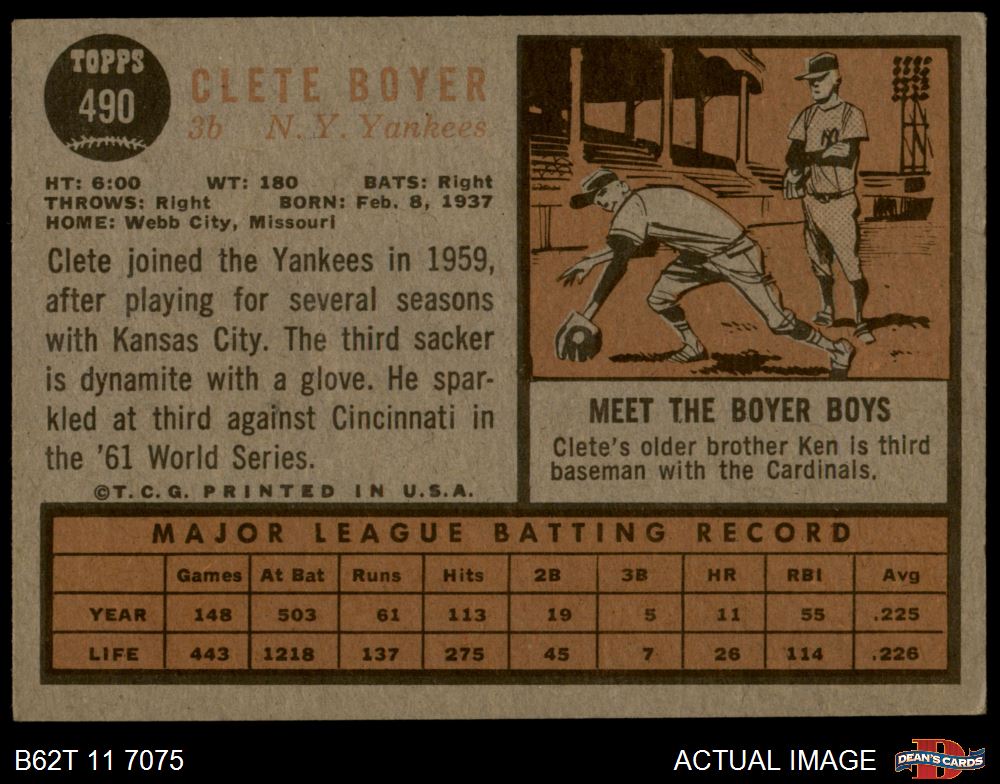 TOPPS
490
CLETE BOYER
3b N. Y. Yankees
HT: 6:00 WT: 180 BATS: Right
THROWS: Right BORN: Feb. 8, 1937
HOME: Webb City, Missouri
Clete joined the Yankees in 1959,
after playing for several seasons
with Kansas City. The third sacker
is dynamite with a glove. He spar-
kled at third against Cincinnati in
the '61 World Series.
©T. C. G. PRINTED IN U.S.A.
NY
MEET THE BOYER BOYS
Clete's older brother Ken is third
baseman with the Cardinals.
MAJOR LEAGUE BATTING RECORD
Games At Bat Runs Hits 2B 3B HR RBI Avg
YEAR 148 503 61 113 19 5 11 55 .225
LIFE 443 1218 137 275 45 7 26 114 .226
B62T 11 7075
ACTUAL IMAGE
D
DEAN'S CARDS